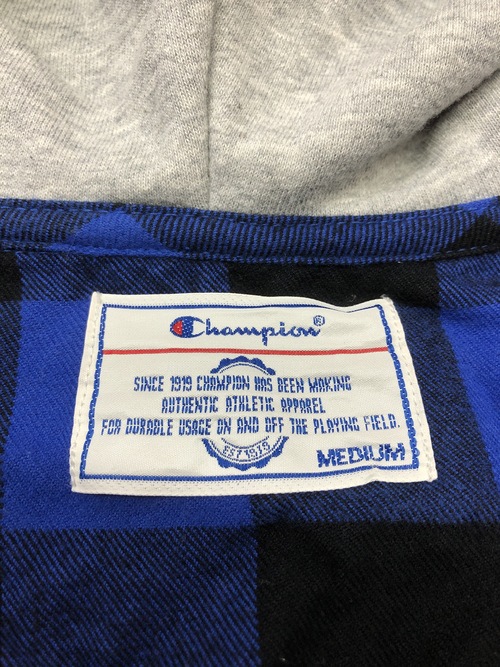 Champion®
SINCE 1919 CHAMPION HAS BEEN MAKING
AUTHENTIC ATHLETIC APPAREL
FOR DURABLE USAGE ON AND OFF THE PLAYING FIELD.
EST 1919
MEDIUM